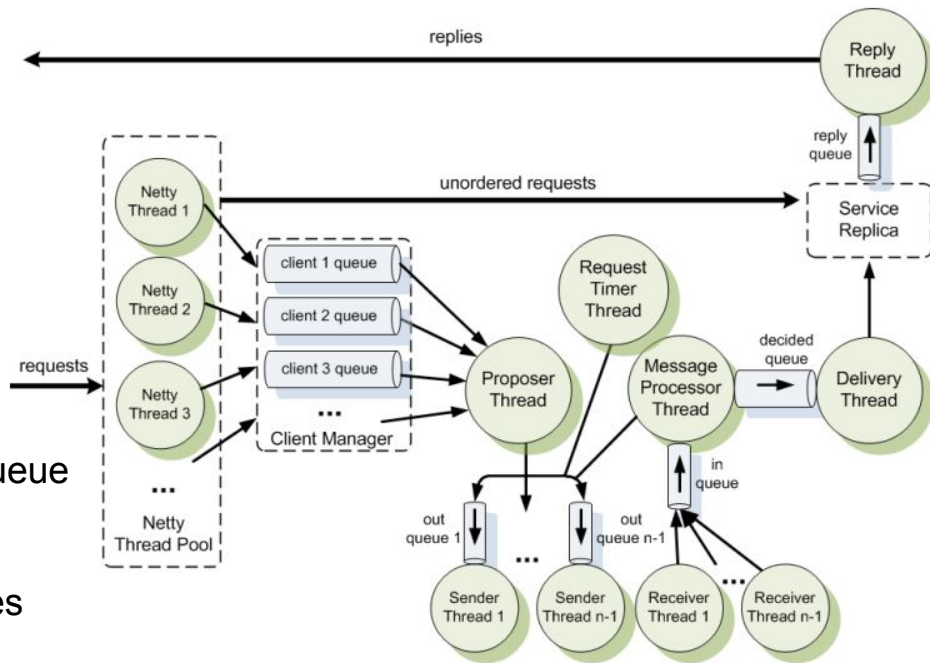 replies
Reply
Thread
reply
queue
unordered requests
Service
Replica
Netty
Thread 1
client 1 queue
Request
Timer
Thread
Netty
Thread 2
client 2 queue
decided
queue
requests
Netty
Thread 3
client 3 queue
Proposer
Thread
Message
Processor
Thread
Delivery
Thread
...
Client Manager
ueue
...
Netty
Thread Pool
in
queue
out
queue 1
...
out
queue n-1
...
es
Sender
Thread 1
Sender
Thread n-1
Receiver
Thread 1
Receiver
Thread n-1